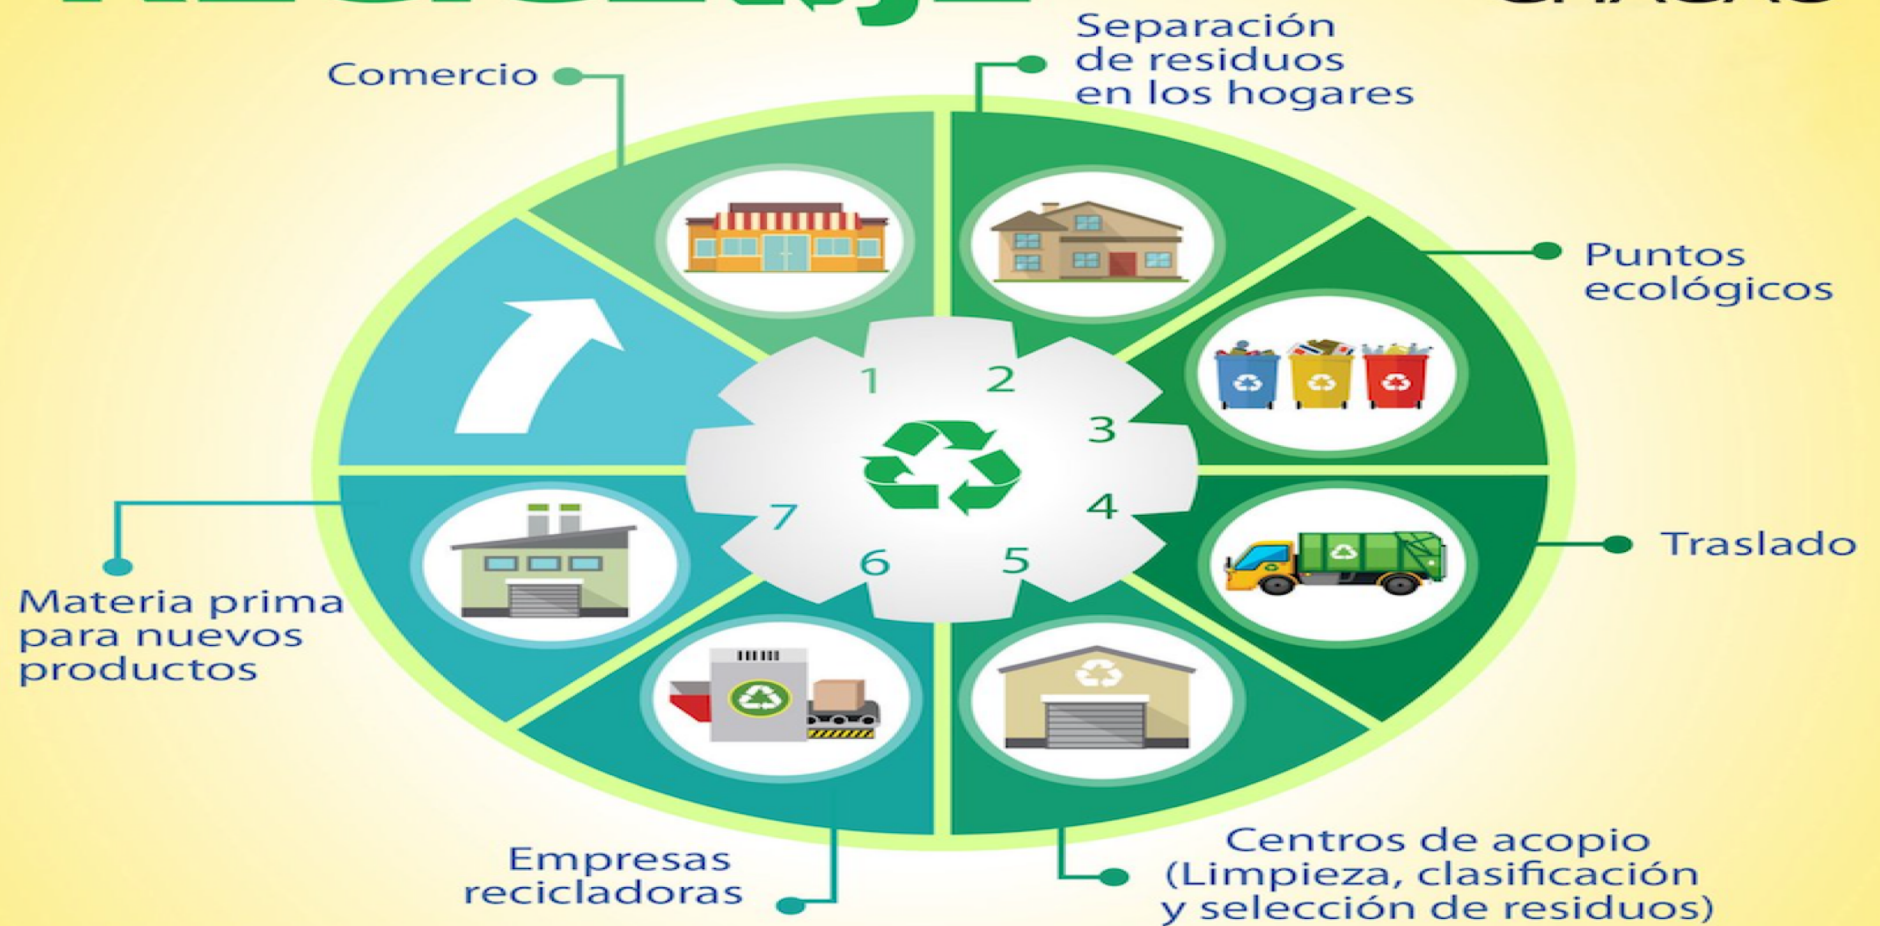 Comercio
Separación
de residuos
en los hogares
Puntos
ecológicos
1
2
3
4
5
6
7
Traslado
Materia prima
para nuevos
productos
Empresas
recicladoras
Centros de acopio
(Limpieza, clasificación
y selección de residuos)